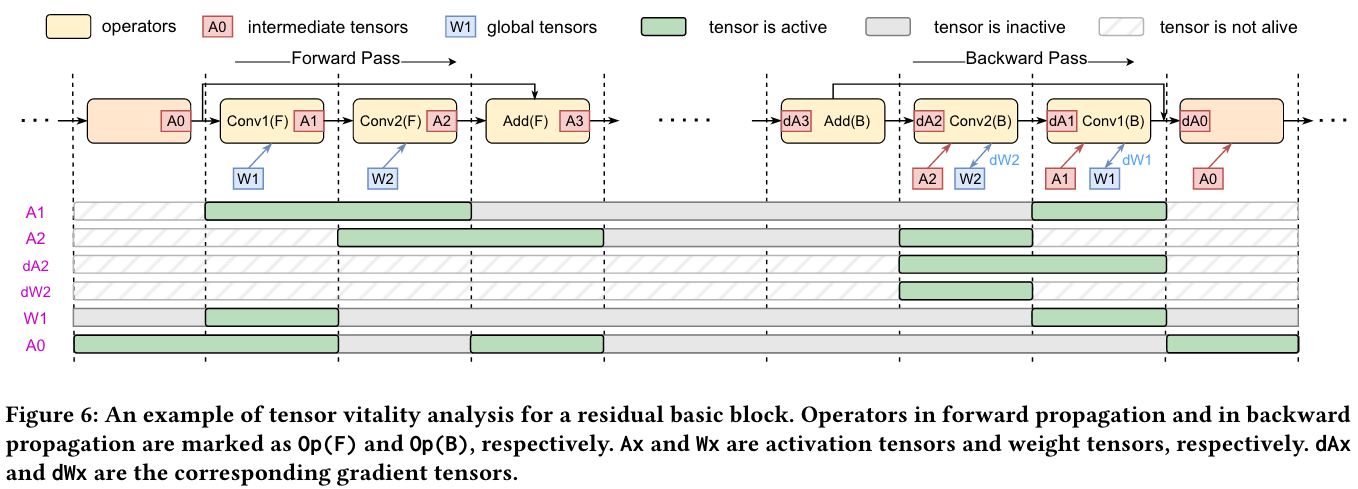 operators A0 intermediate tensors W1 global tensors tensor is active tensor is inactive tensor is not alive
Forward Pass Backward Pass
A0 Conv1(F) A1 Conv2(F) A2 Add(F) A3 dA3 Add(B) dA2 Conv2(B) dA1 Conv1(B) dA0
dW2 dW1
W1 W2 A2 W2 A1 W1 A0
A1
A2
dA2
dW2
W1
A0
Figure 6: An example of tensor vitality analysis for a residual basic block. Operators in forward propagation and in backward
propagation are marked as Op(F) and Op(B), respectively. Ax and Wx are activation tensors and weight tensors, respectively. dAx
and dWx are the corresponding gradient tensors.